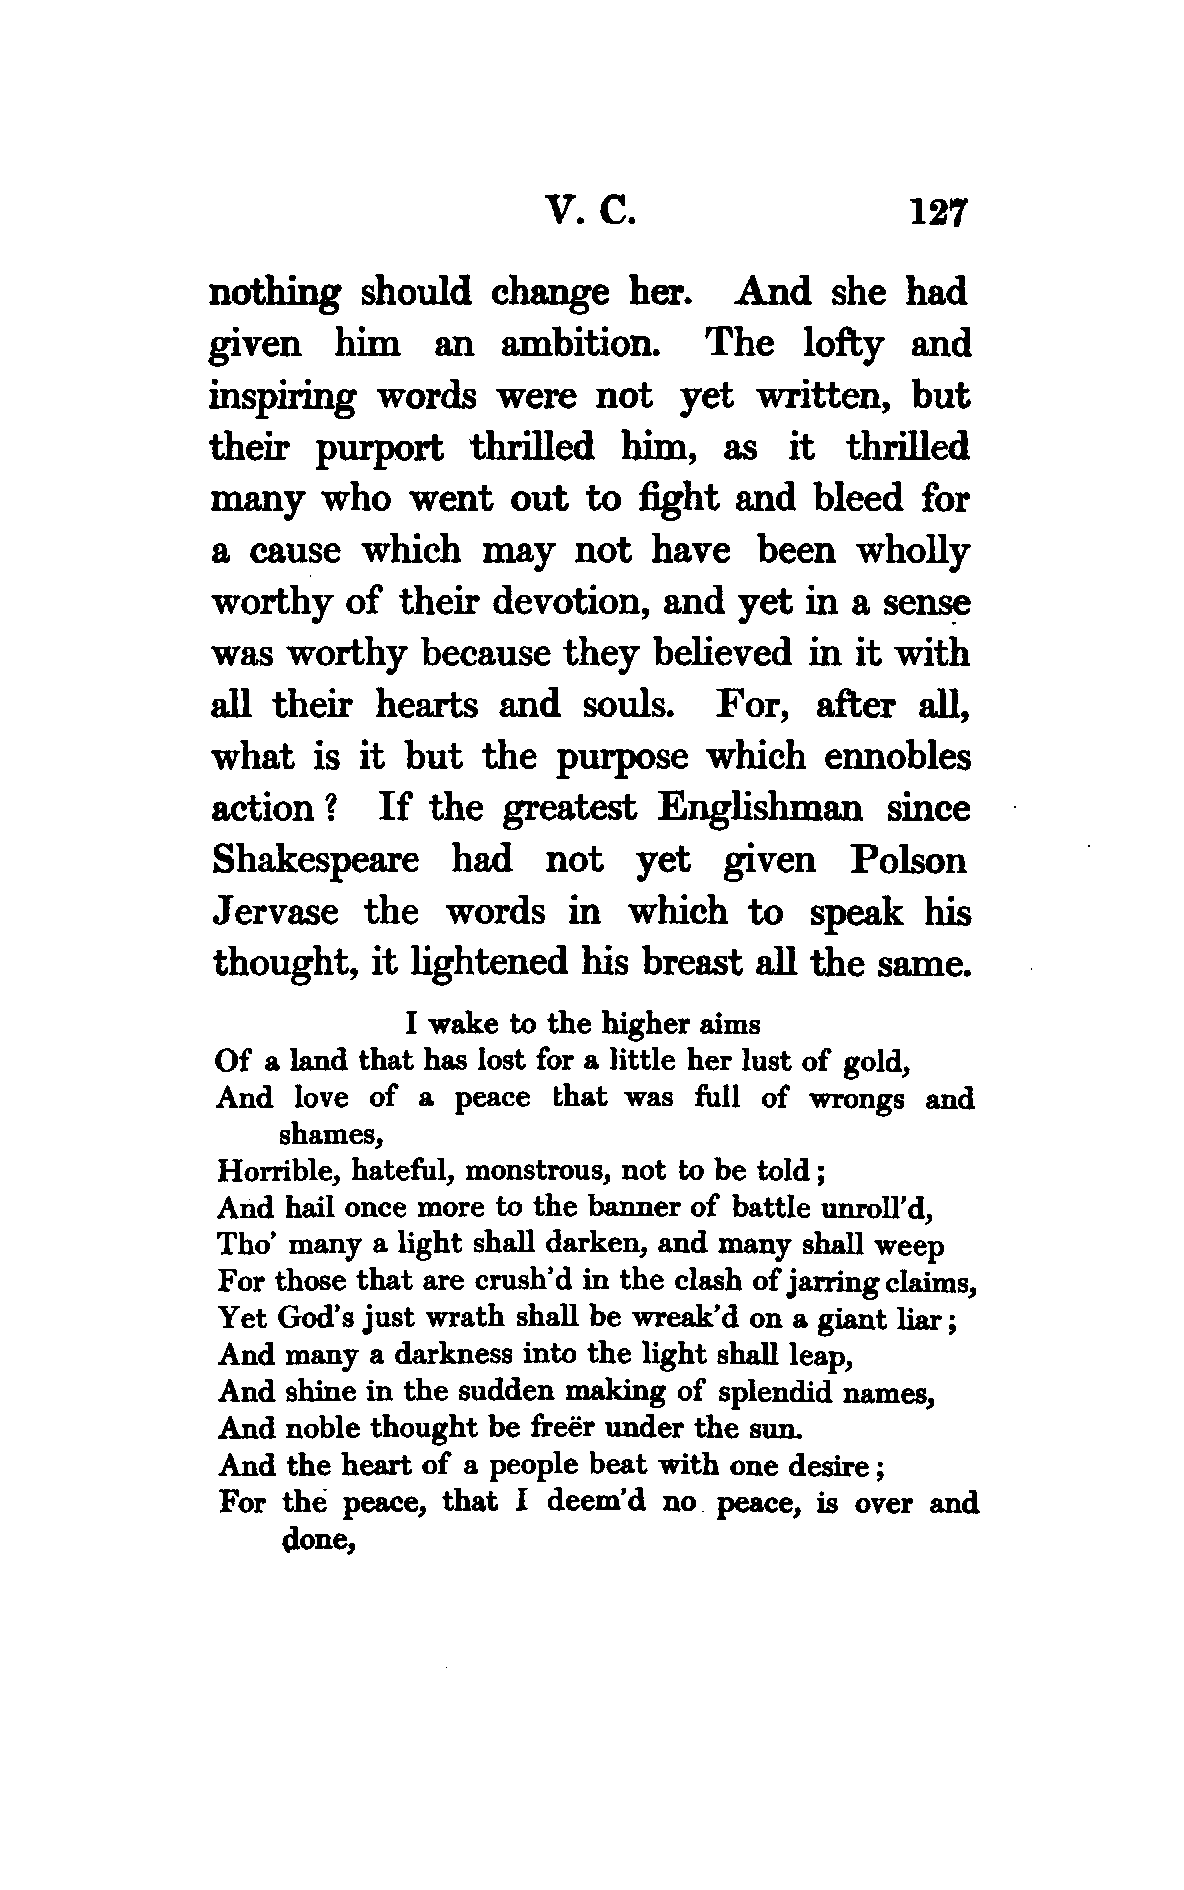 V. C. 127
nothing should change her. And she had
given him an ambition. The lofty and
inspiring words were not yet written, but
their purport thrilled him, as it thrilled
many who went out to fight and bleed for
a cause which may not have been wholly
worthy of their devotion, and yet in a sense
was worthy because they believed in it with
all their hearts and souls. For, after all,
what is it but the purpose which ennobles
action? If the greatest Englishman since
Shakespeare had not yet given Polson
Jervase the words in which to speak his
thought, it lightened his breast all the same.
I wake to the higher aims
Of a land that has lost for a little her lust of gold,
And love of a peace that was full of wrongs and
shames,
Horrible, hateful, monstrous, not to be told;
And hail once more to the banner of battle unroll'd,
Tho' many a light shall darken, and many shall weep
For those that are crush'd in the clash of jarring claims,
Yet God's just wrath shall be wreak'd on a giant liar;
And many a darkness into the light shall leap,
And shine in the sudden making of splendid names,
And noble thought be freër under the sun.
And the heart of a people beat with one desire;
For the peace, that I deem'd no peace, is over and
done,